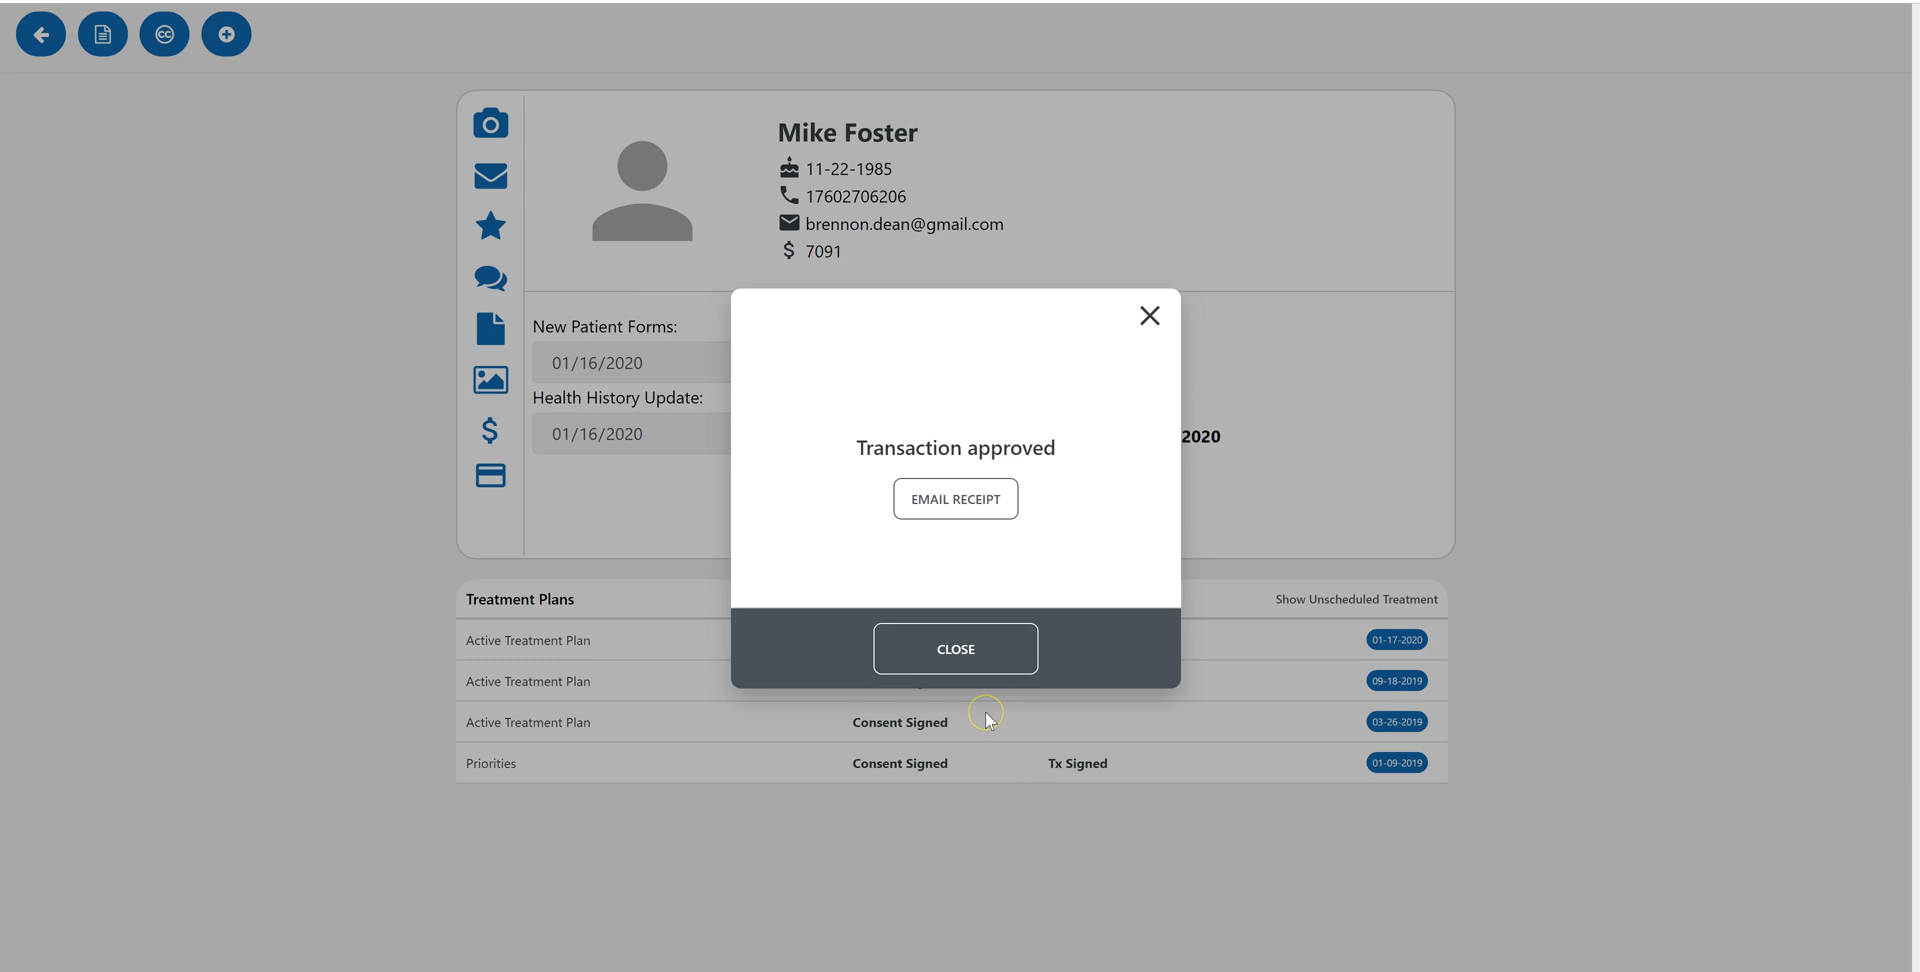 Mike Foster
11-22-1985
17602706206
brennon.dean@gmail.com
$ 7091
New Patient Forms:
01/16/2020
Health History Update:
01/16/2020
2020
Transaction approved
EMAIL RECEIPT
CLOSE
Treatment Plans Show Unscheduled Treatment
Active Treatment Plan 01-17-2020
Active Treatment Plan 09-18-2019
Active Treatment Plan Consent Signed 03-26-2019
Priorities Consent Signed Tx Signed 01-09-2019